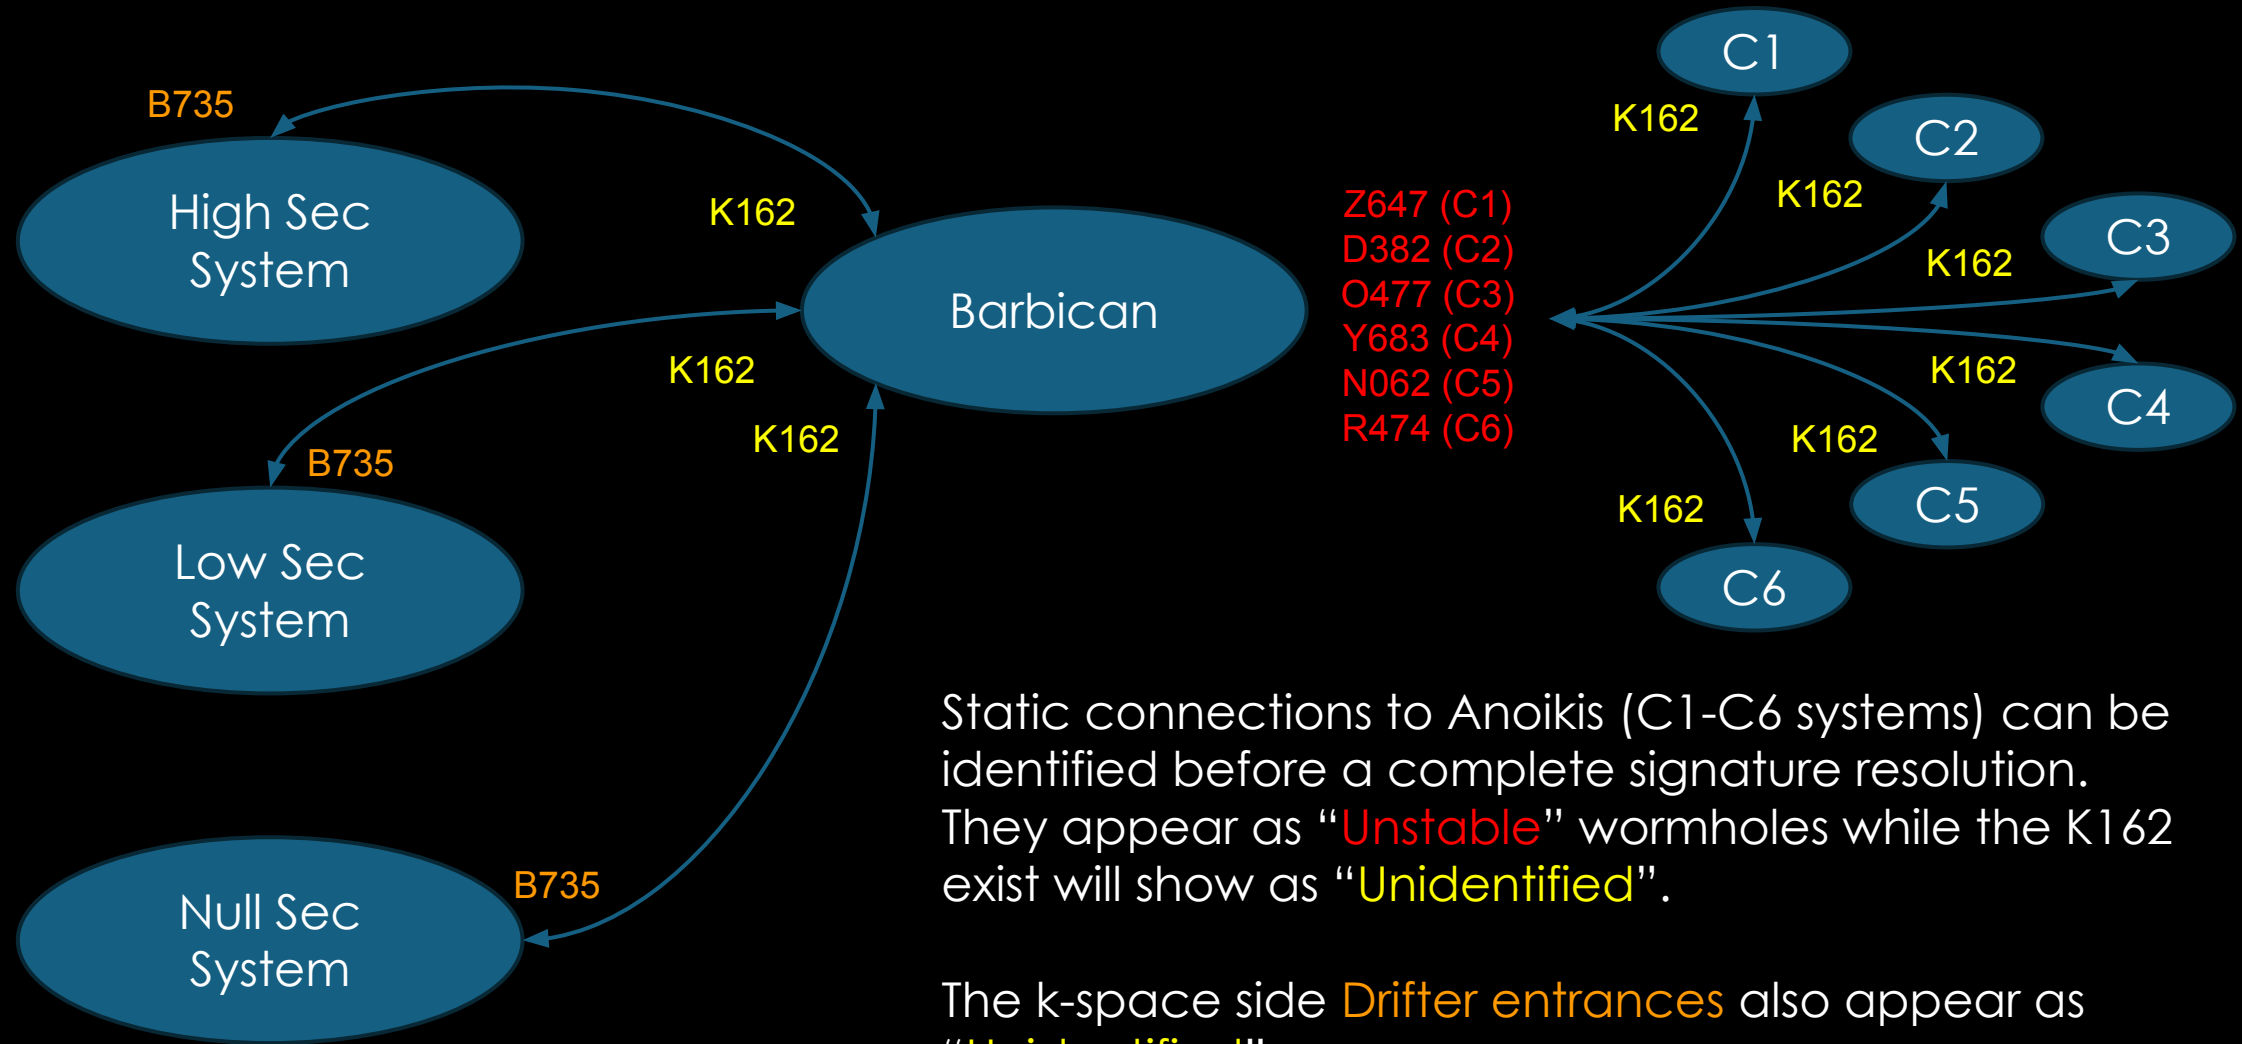 B735
High Sec
System
K162
Barbican
K162
B735
Low Sec
System
K162
B735
Null Sec
System
Z647 (C1)
D382 (C2)
O477 (C3)
Y683 (C4)
N062 (C5)
R474 (C6)
C1
K162
C2
K162
C3
K162
C4
K162
C5
K162
C6
K162
Static connections to Anoikis (C1-C6 systems) can be
identified before a complete signature resolution.
They appear as “Unstable” wormholes while the K162
exist will show as “Unidentified”.
The k-space side Drifter entrances also appear as
“Unidentified”